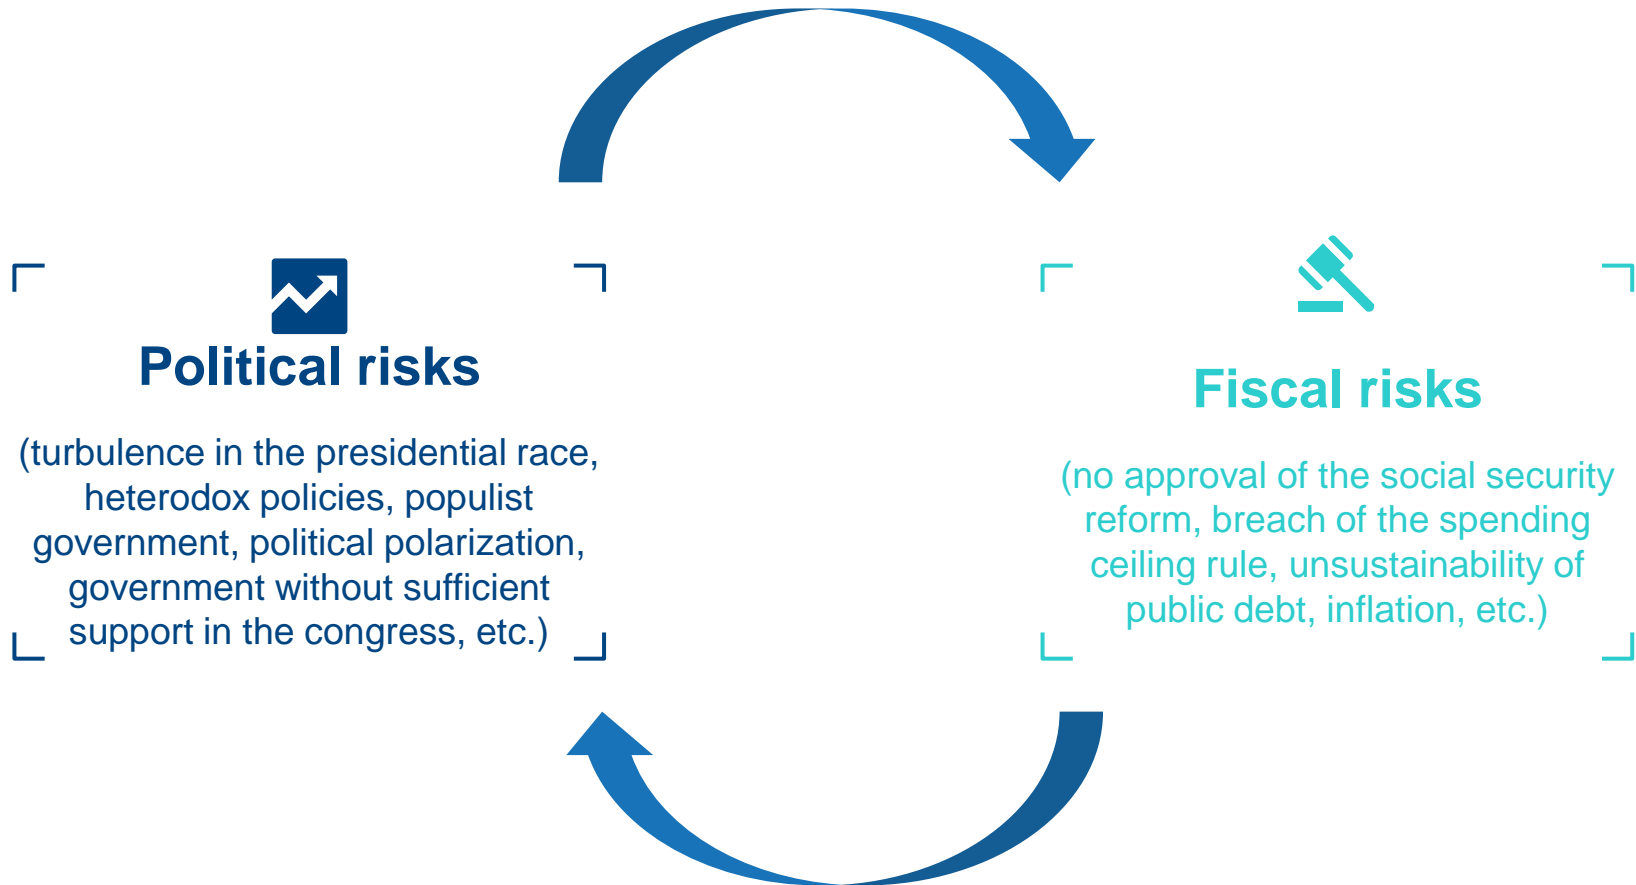 Political risks
(turbulence in the presidential race,
heterodox policies, populist
government, political polarization,
government without sufficient
support in the congress, etc.)
Fiscal risks
(no approval of the social security
reform, breach of the spending
ceiling rule, unsustainability of
public debt, inflation, etc.)